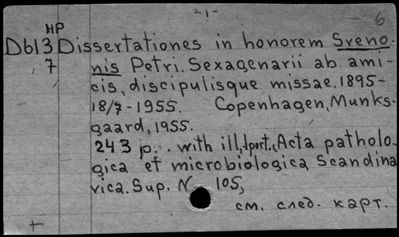 -1-
6
HP
Db13 Dissertationes in honorem Sveno-
7 nis Petri. Sexagenarii ab ami-
cis, discipulisque missae. 1895-
18/7-1955. Copenhagen, Munks-
gaard, 1955.
243 p. with ill, 1 port., Acta patholo-
gica et microbiologica Scandina
vica. Sup. N 105,
см. след. карт.
+